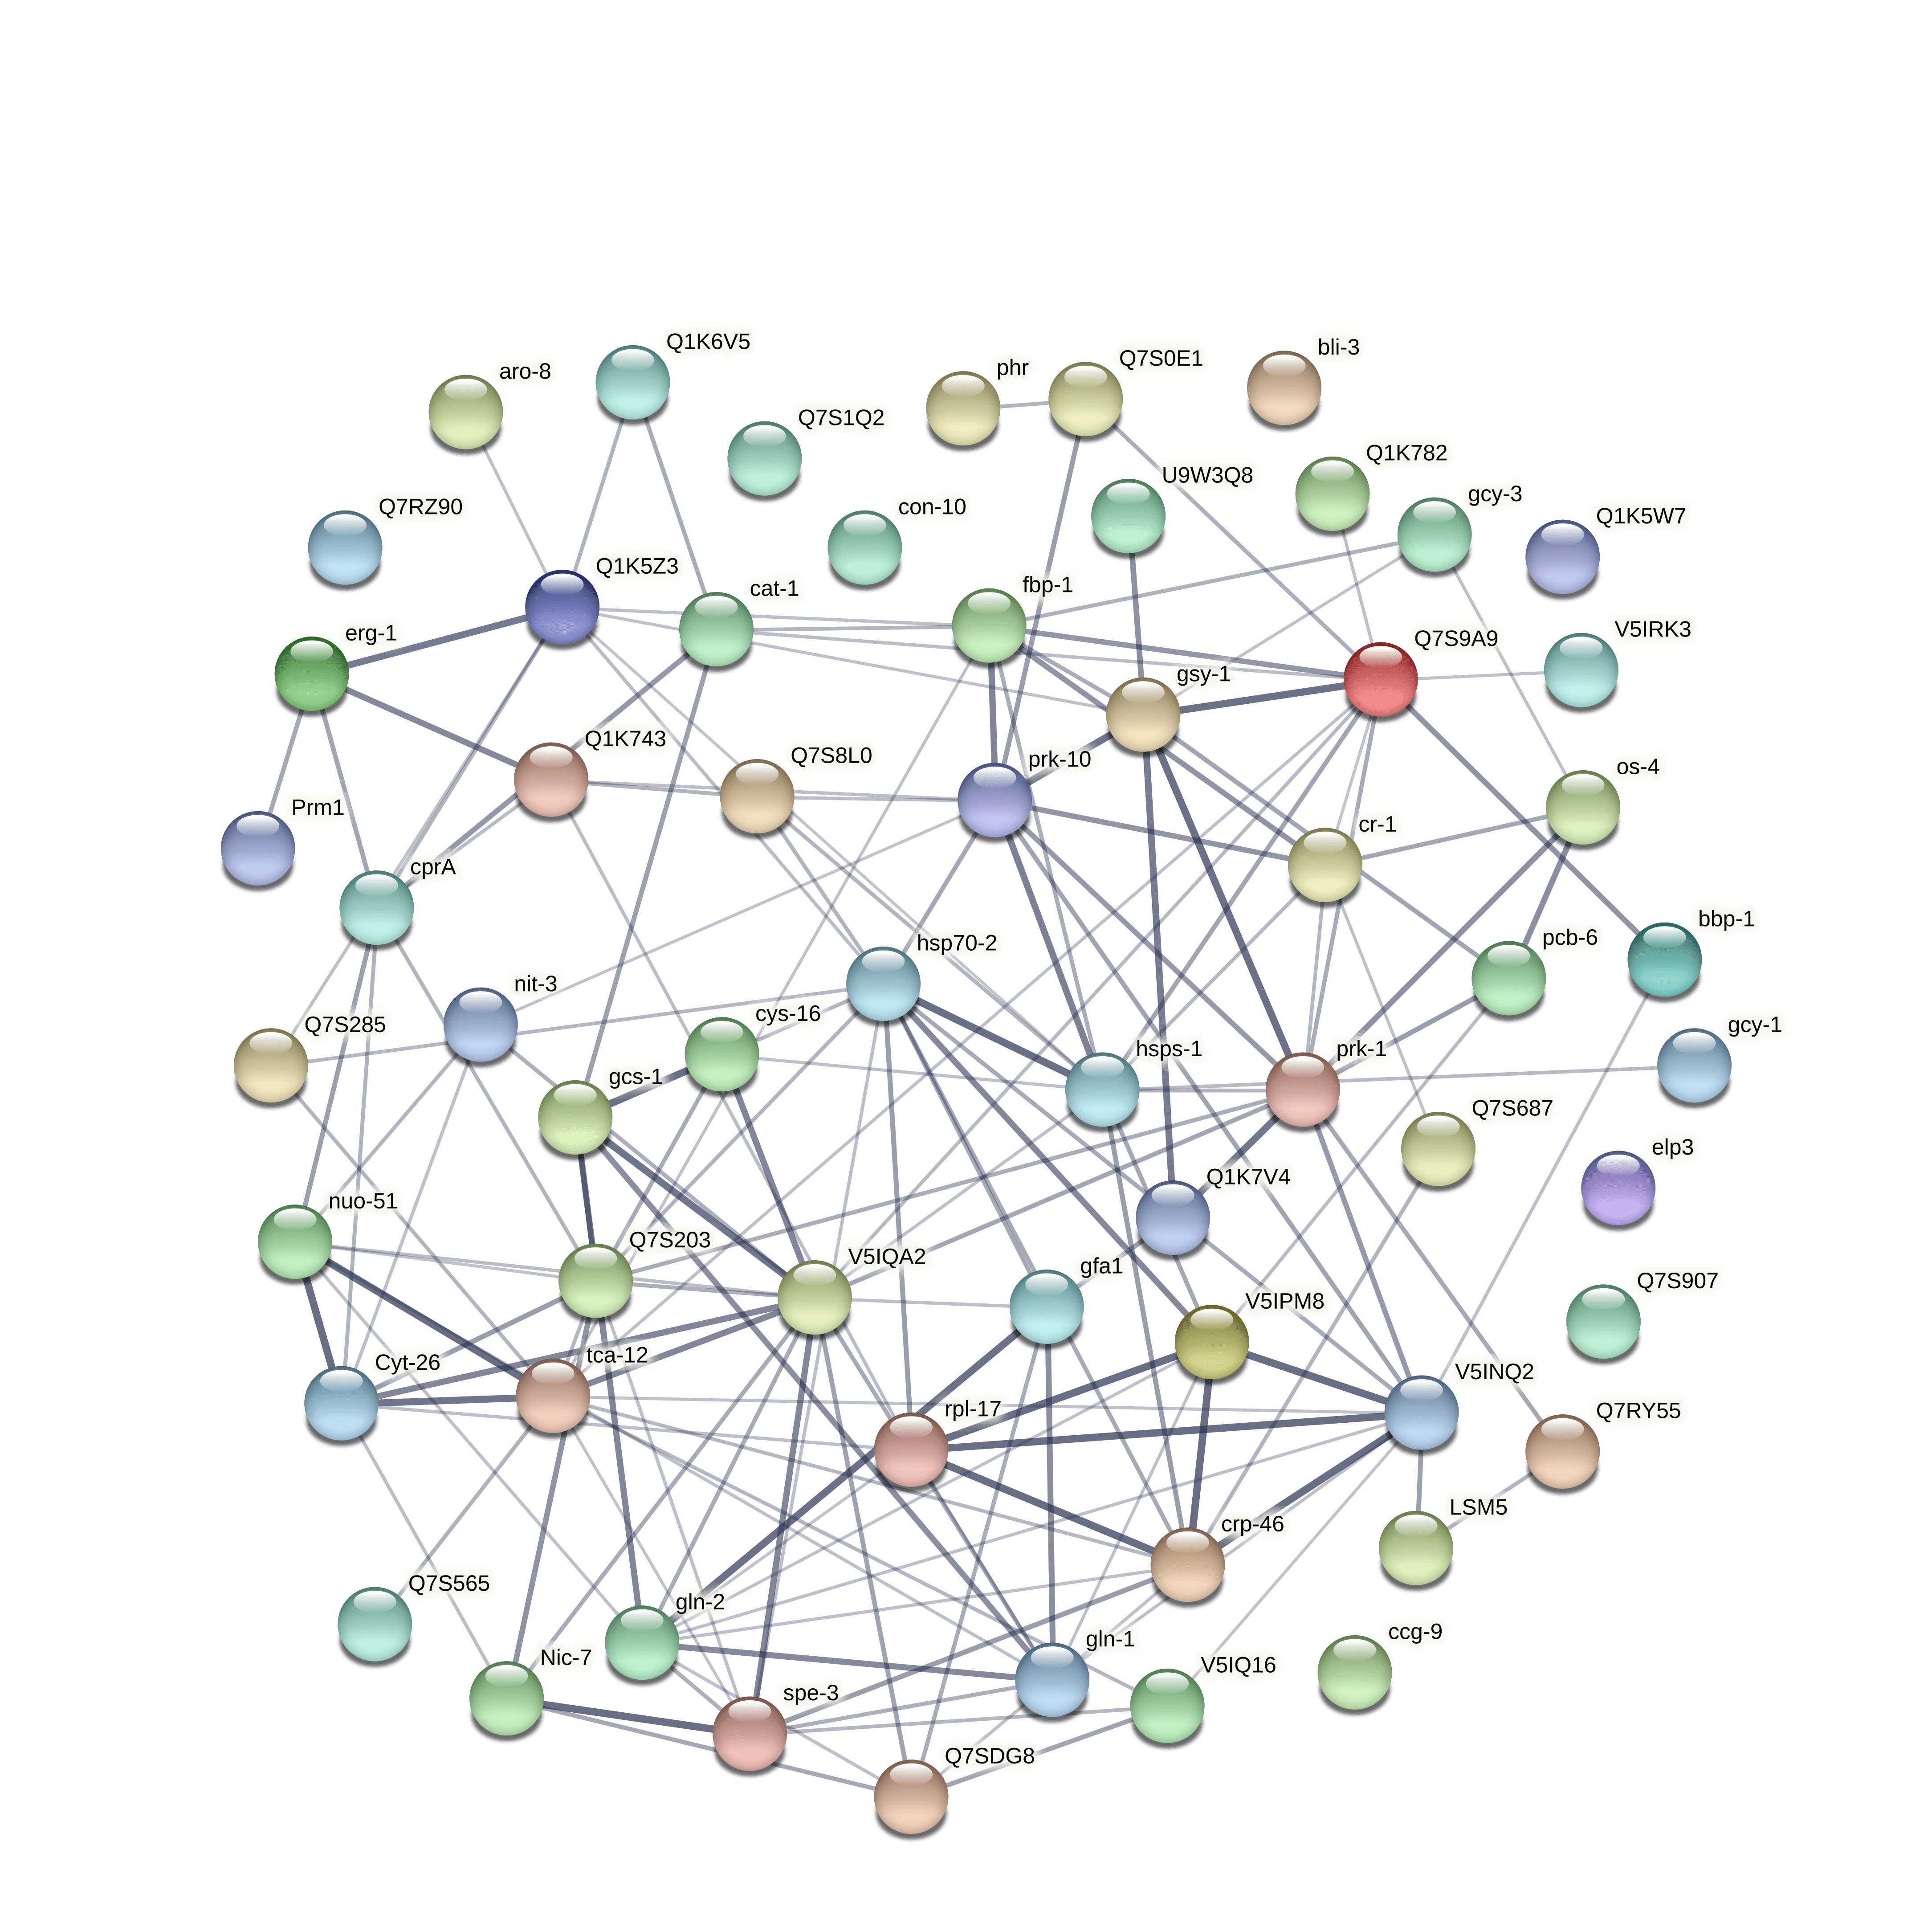 bli-3
Q1K6V5
Q7S0E1
phr
aro-8
Q7S1Q2
Q1K782
U9W3Q8
gcy-3
Q7RZ90
con-10
Q1K5W7
Q1K5Z3
fbp-1
cat-1
V5IRK3
erg-1
Q7S9A9
gsy-1
Q1K743
Q7S8L0
prk-10
os-4
Prm1
cr-1
cprA
bbp-1
pcb-6
hsp70-2
nit-3
cys-16
Q7S285
gcy-1
hsps-1
prk-1
gcs-1
Q7S687
elp3
Q1K7V4
nuo-51
Q7S203
V5IQA2
gfa1
Q7S907
V5IPM8
tca-12
Cyt-26
V5INQ2
rpl-17
Q7RY55
LSM5
crp-46
Q7S565
gln-2
ccg-9
gln-1
Nic-7
V5IQ16
spe-3
Q7SDG8